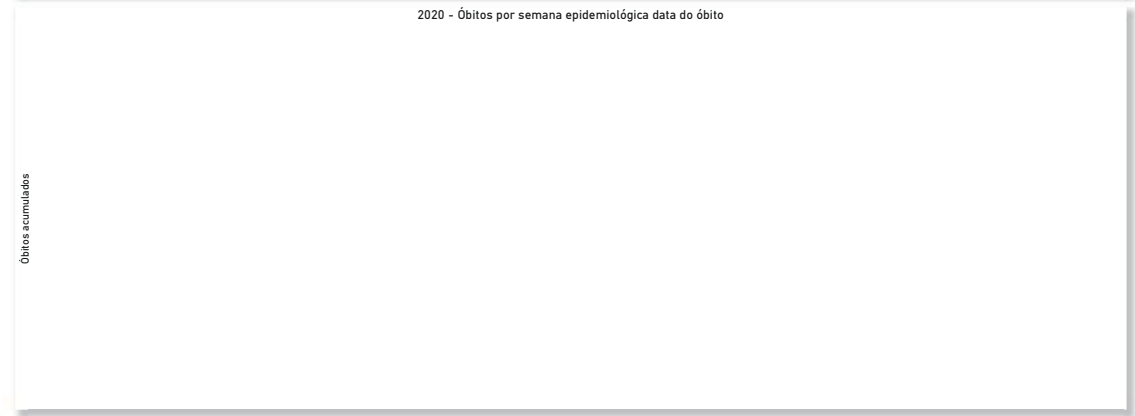 2020 - Óbitos por semana epidemiológica data do óbito
Óbitos acumulados